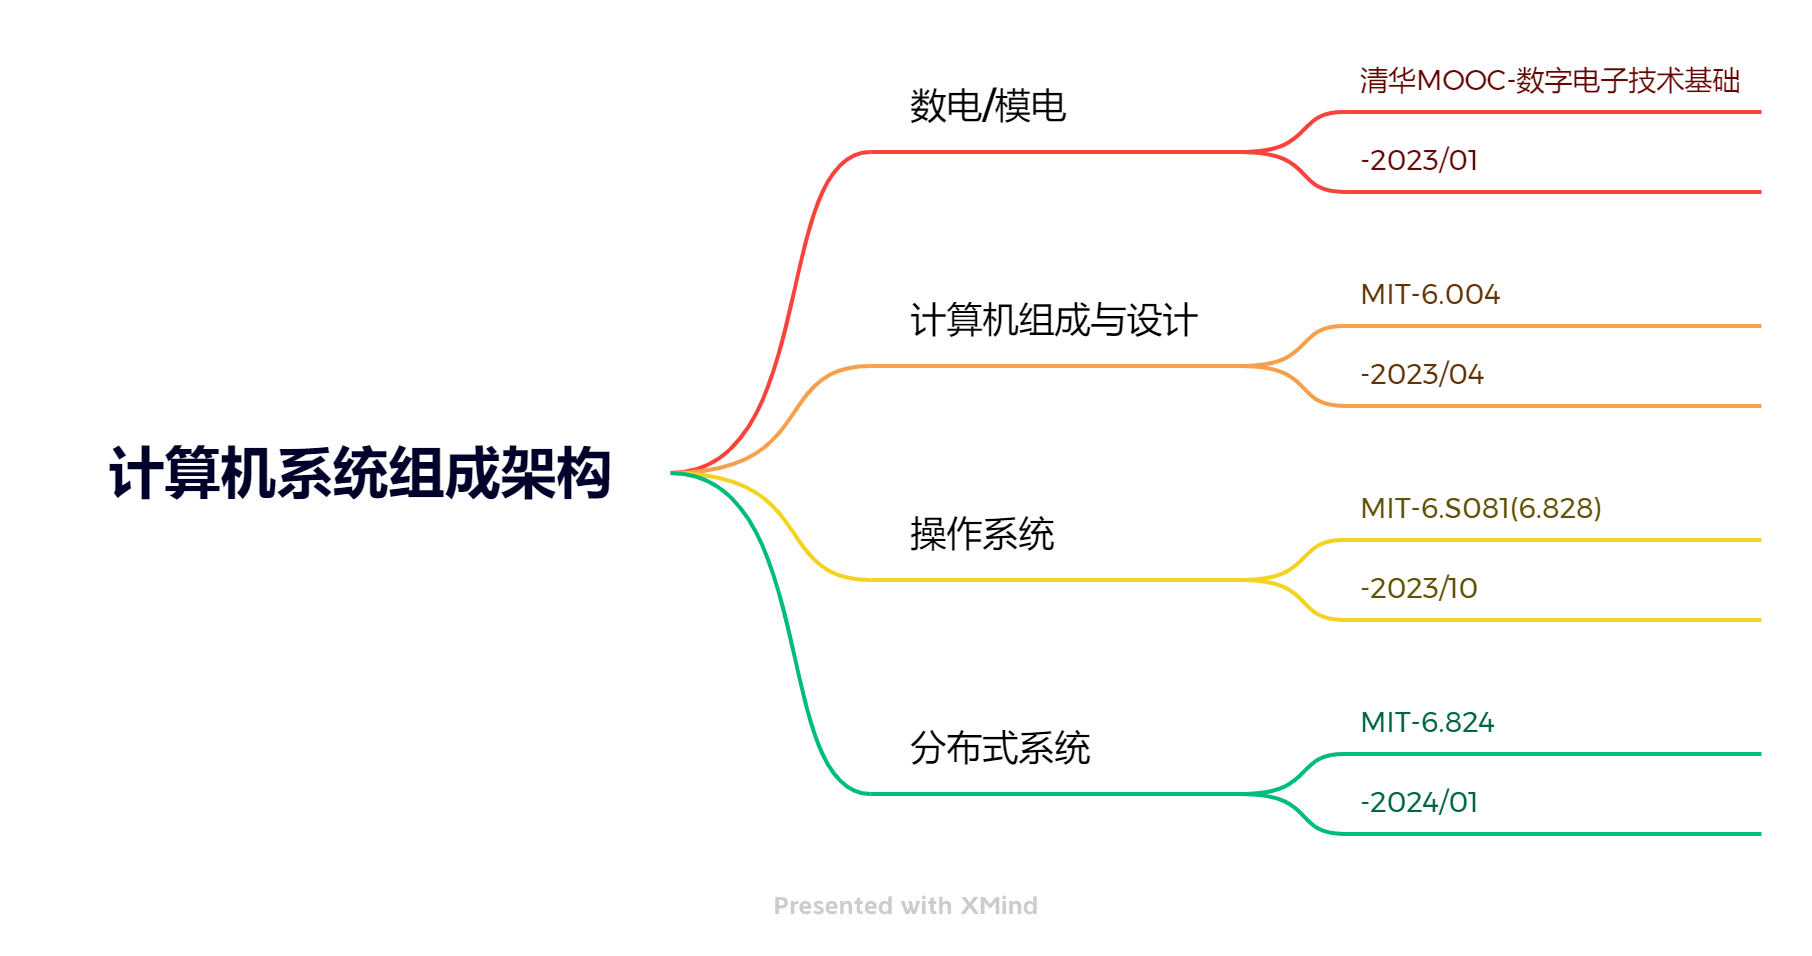 计算机系统组成架构
数电/模电
清华MOOC-数字电子技术基础
-2023/01
计算机组成与设计
MIT-6.004
-2023/04
操作系统
MIT-6.S081(6.828)
-2023/10
分布式系统
MIT-6.824
-2024/01
Presented with XMind